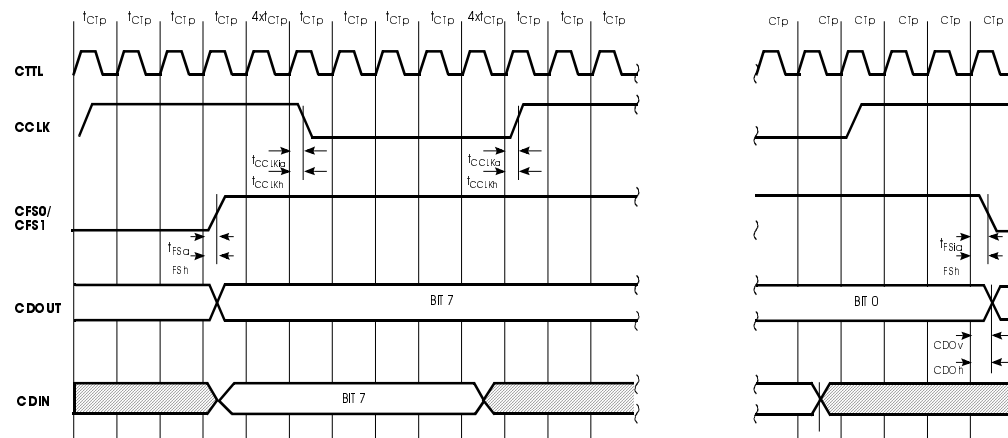 tCTp tCTp tCTp tCTp 4xtCTp tCTp tCTp tCTp tCTp 4xtCTp tCTp tCTp tCTp CTp CTp CTp CTp CTp CTp
CTTL
CCLK
tCCLKia
tCCLKh
tCCLKa
tCCLKh
CFS0/
CFS1
tFSa
FSh
tFSia
FSh
CDOUT
BIT 7
BIT 0
CDOv
CDOh
CDIN
BIT 7